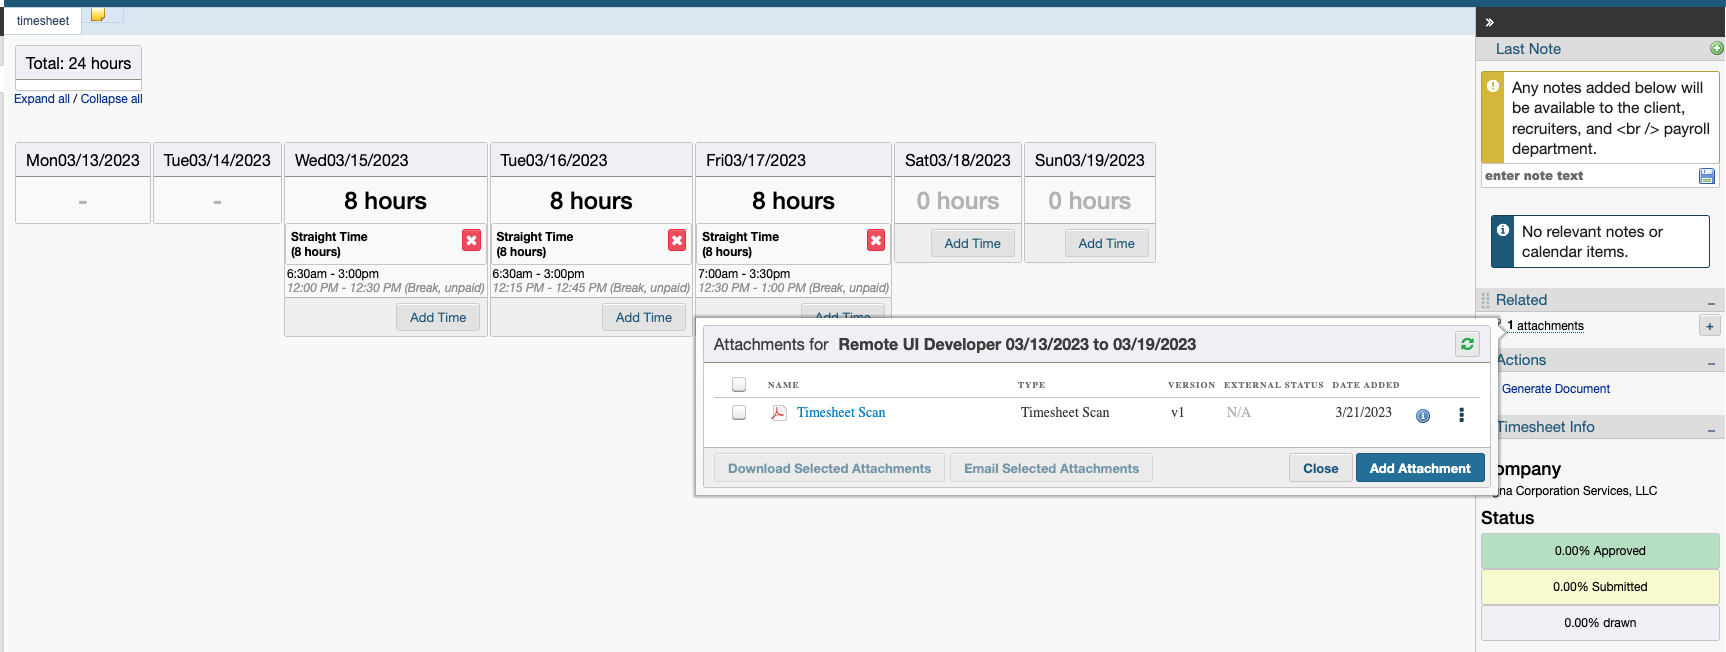 timesheet
Total: 24 hours
Expand all / Collapse all
Mon03/13/2023
-
Tue03/14/2023
-
Wed03/15/2023
8 hours
Straight Time
(8 hours)
6:30am - 3:00pm
12:00 PM - 12:30 PM (Break, unpaid)
Add Time
Tue03/16/2023
8 hours
Straight Time
(8 hours)
6:30am - 3:00pm
12:15 PM - 12:45 PM (Break, unpaid)
Add Time
Fri03/17/2023
8 hours
Straight Time
(8 hours)
7:00am - 3:30pm
12:30 PM - 1:00 PM (Break, unpaid)
Add Time
Sat03/18/2023
0 hours
Add Time
Sun03/19/2023
0 hours
Add Time
Attachments for Remote UI Developer 03/13/2023 to 03/19/2023
NAME TYPE VERSION EXTERNAL STATUS DATE ADDED
Timesheet Scan Timesheet Scan v1 N/A 3/21/2023
Download Selected Attachments Email Selected Attachments Close Add Attachment
Last Note
Any notes added below will
be available to the client,
recruiters, and <br /> payroll
department.
enter note text
No relevant notes or
calendar items.
Related
1 attachments
Actions
Generate Document
Timesheet Info
ompany
Corporation Services, LLC
Status
0.00% Approved
0.00% Submitted
0.00% drawn